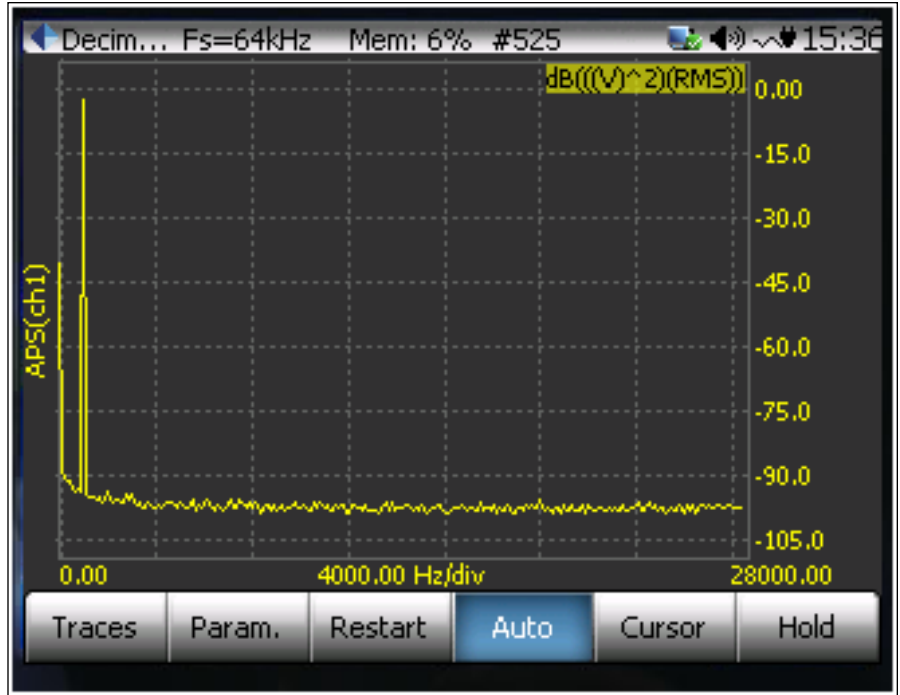 Decim... Fs=64kHz Mem: 6% #525 15:36
dB(((V)^2)(RMS))
0.00
-15.0
-30.0
-45.0
APS(ch1)
-60.0
-75.0
-90.0
-105.0
0.00 4000.00 Hz/div 28000.00
Traces Param. Restart Auto Cursor Hold